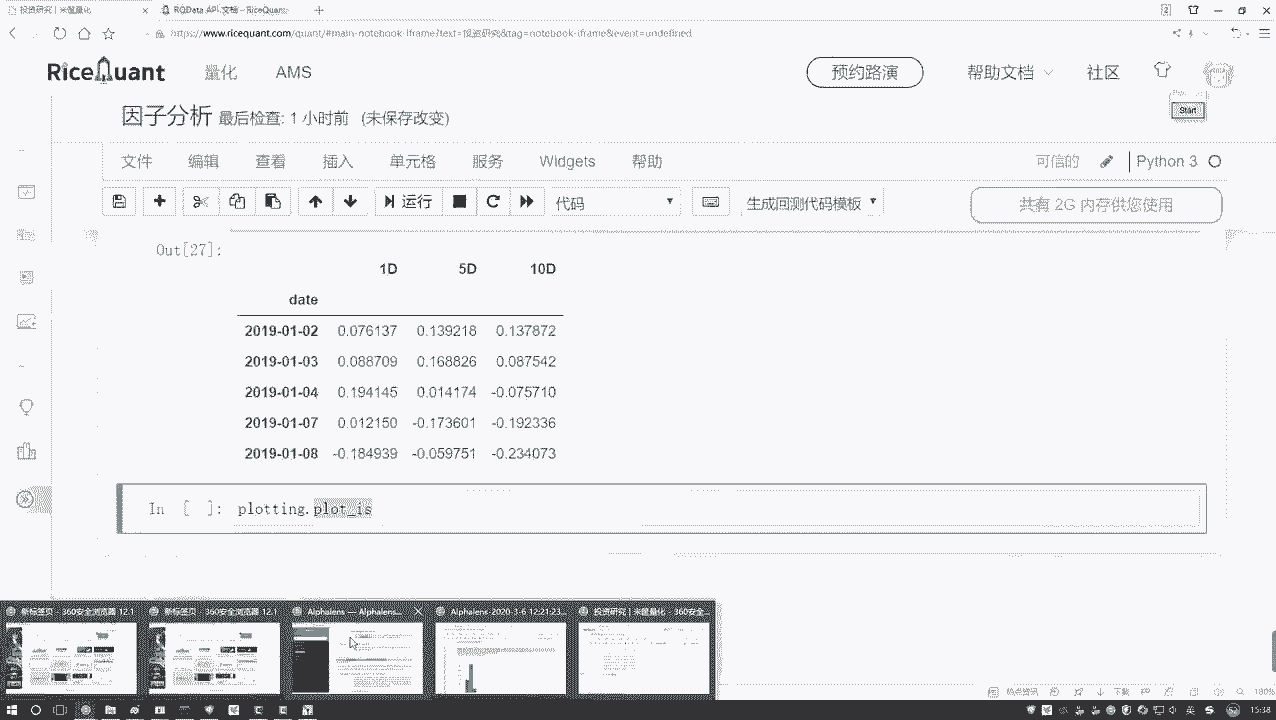 投资研究 | 米筐量化
RQData API 文档 – RiceQuant
https://www.ricequant.com/quant/#main-notebook-iframe?text=投资研究&tag=notebook-iframe&event=undefined
RiceQuant 量化 AMS 预约路演 帮助文档 社区
Start
因子分析 最后检查: 1 小时前 (未保存改变)
文件 编辑 查看 插入 单元格 服务 Widgets 帮助 可信的 Python 3
运行 代码 生成回测代码模板 共有 2G 内存供您使用
Out[27]:
1D 5D 10D
date
2019-01-02 0.076137 0.139218 0.137872
2019-01-03 0.088709 0.168826 0.087542
2019-01-04 0.194145 0.014174 -0.075710
2019-01-07 0.012150 -0.173601 -0.192336
2019-01-08 -0.184939 -0.059751 -0.234073
In [ ]: plotting.plot_is
新标签页 - 360安全浏览器 12.1
新标签页 - 360安全浏览器 12.1
Alphalens — Alphalens...
Alphalens-2020-3-6 12:21:23...
投资研究 | 米筐量化 - 360安全
下载 100%
英 15:38